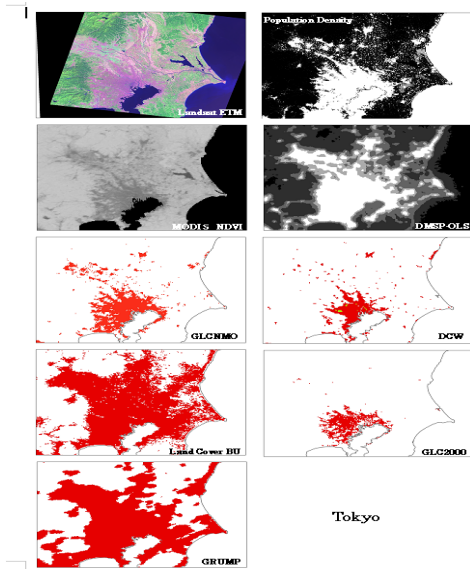 Landsat ETM
Population Density
MODIS NDVI
DMSP-OLS
GLCNMO
DCW
Land Cover BU
GLC2000
GRUMP
Tokyo